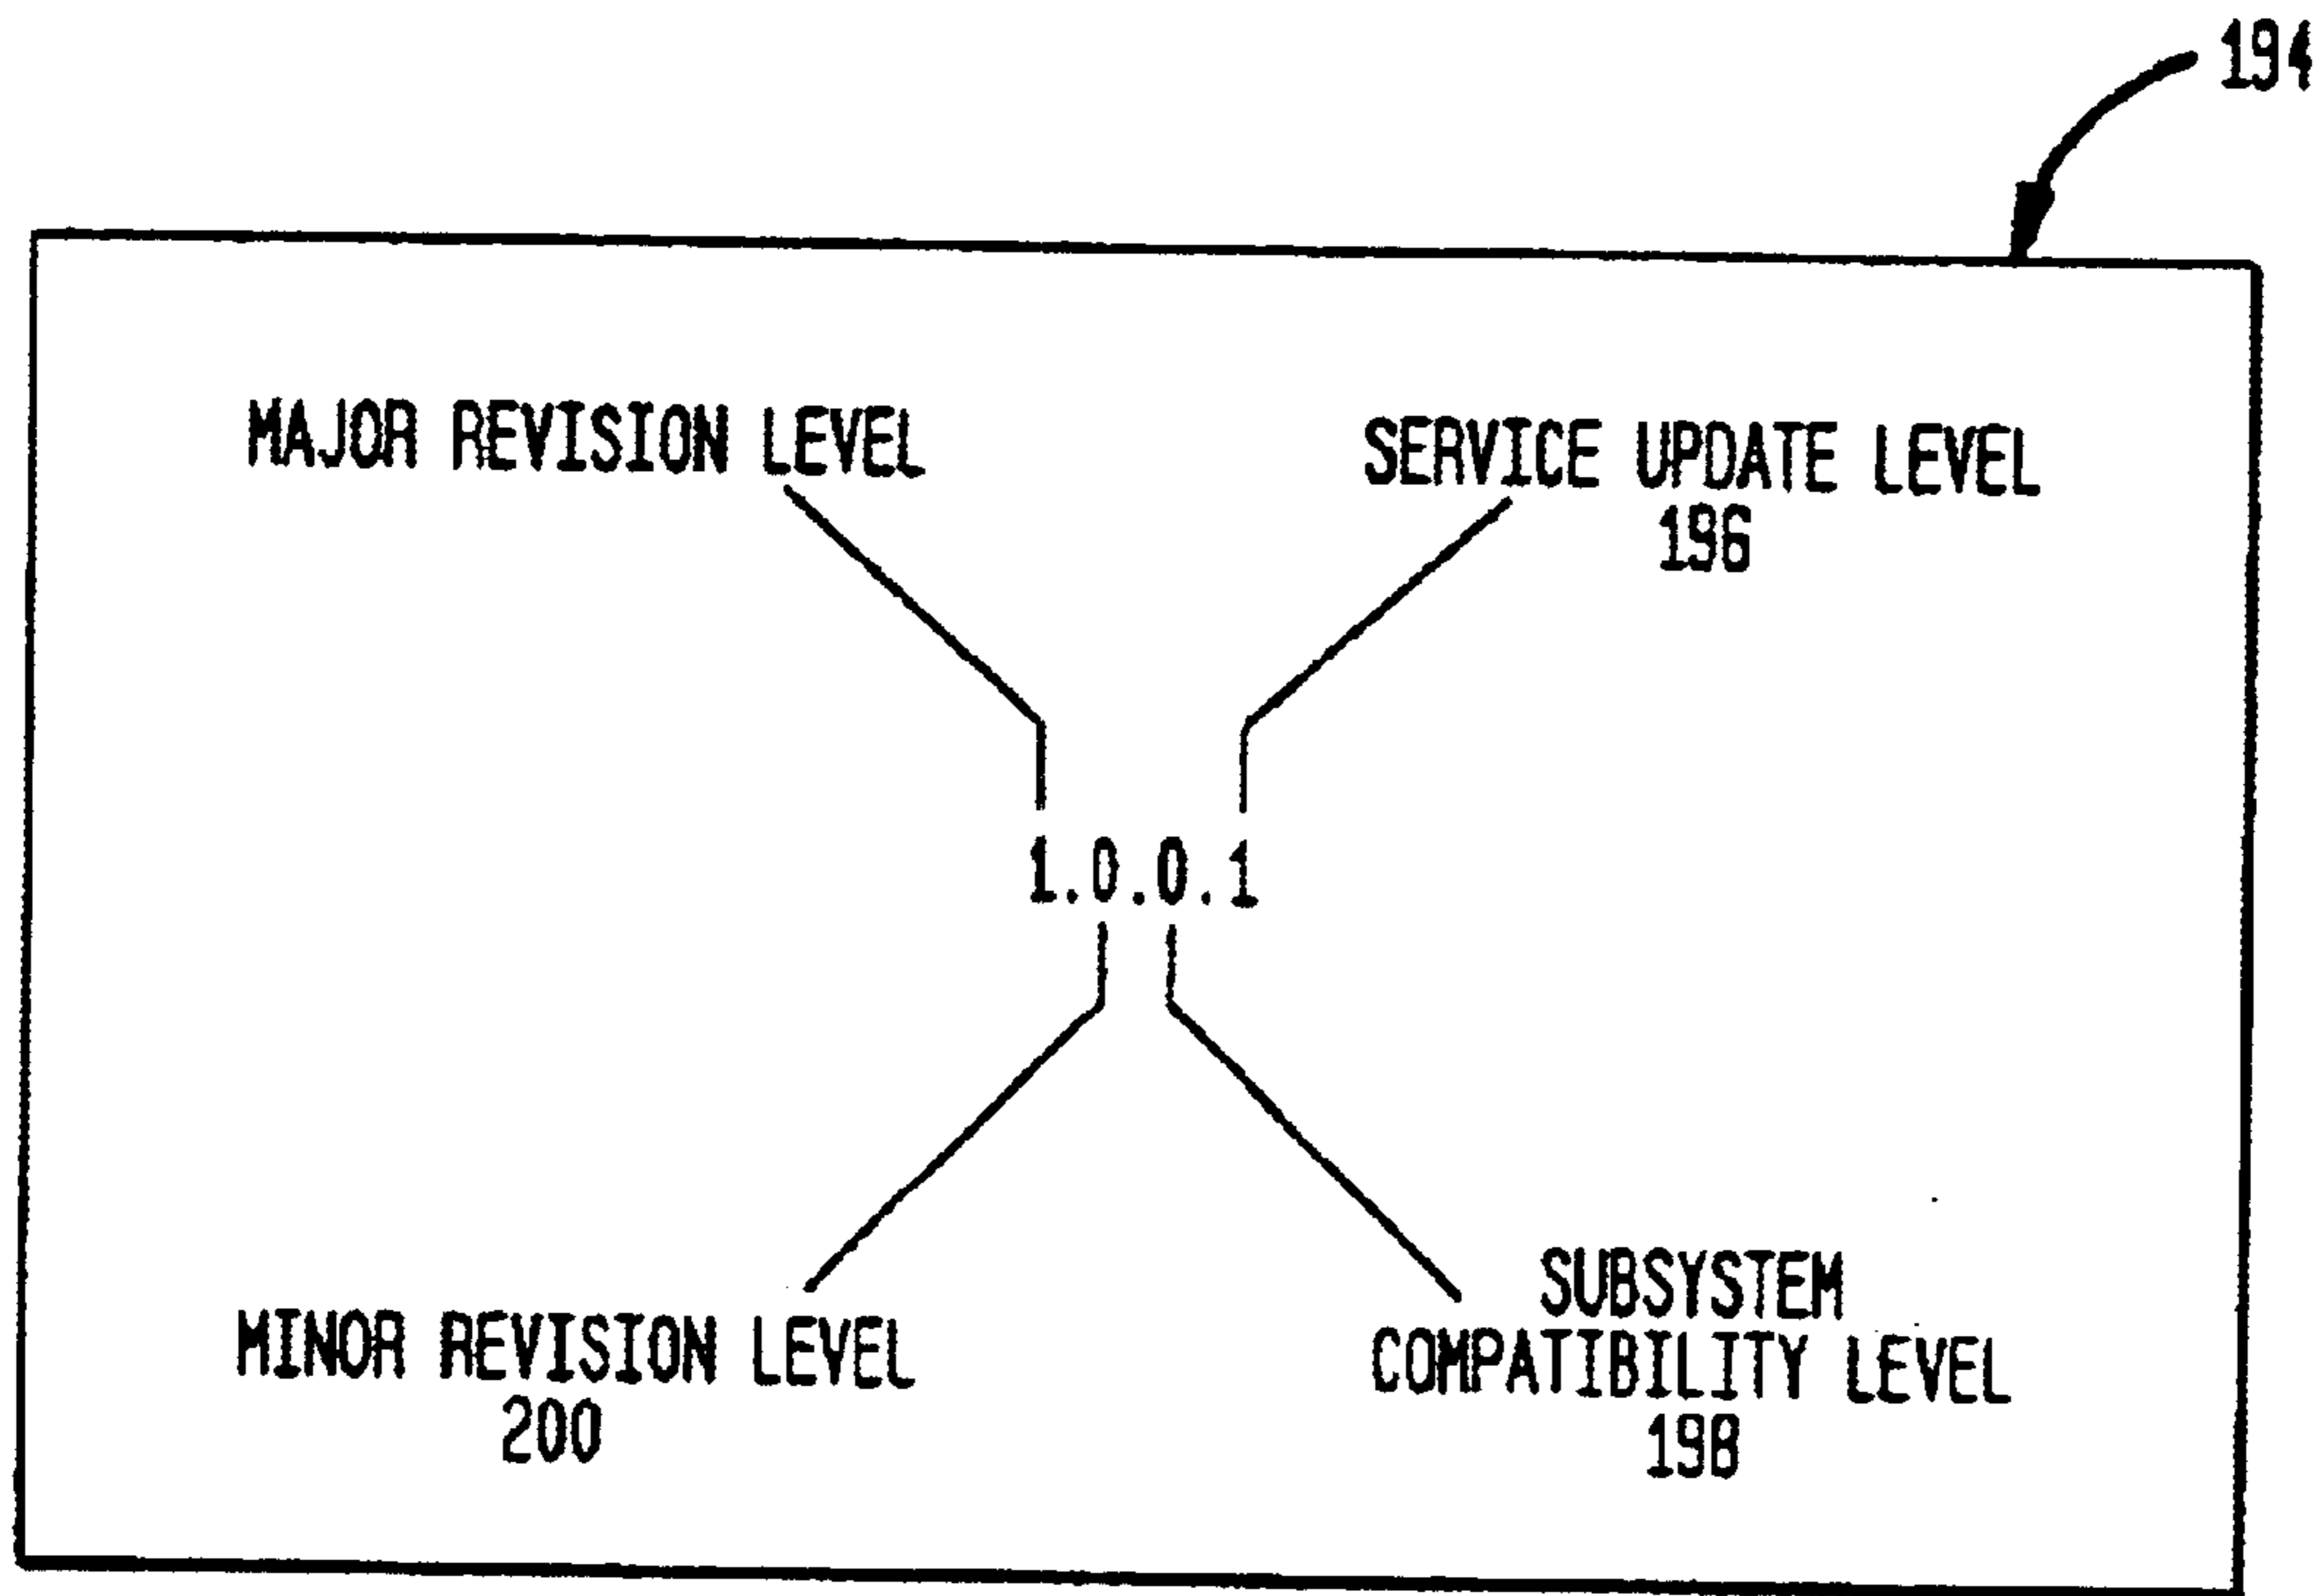 194
MAJOR REVISION LEVEL
SERVICE UPDATE LEVEL
196
1.0.0.1
MINOR REVISION LEVEL
200
SUBSYSTEM
COMPATIBILITY LEVEL
198